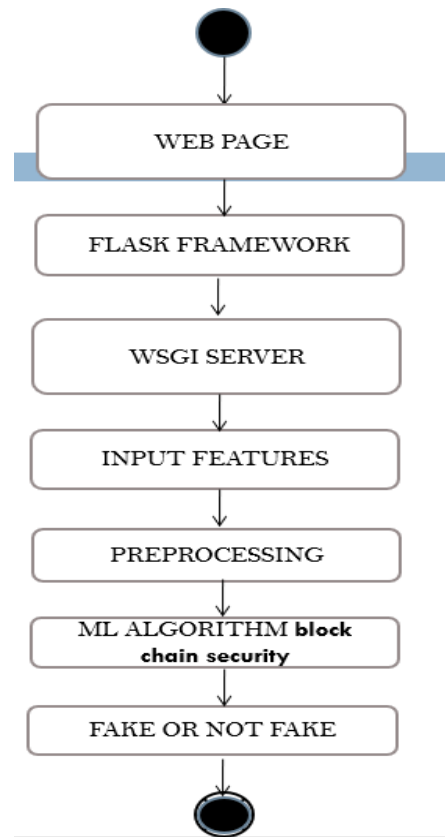 WEB PAGE
FLASK FRAMEWORK
WSGI SERVER
INPUT FEATURES
PREPROCESSING
ML ALGORITHM block
chain security
FAKE OR NOT FAKE